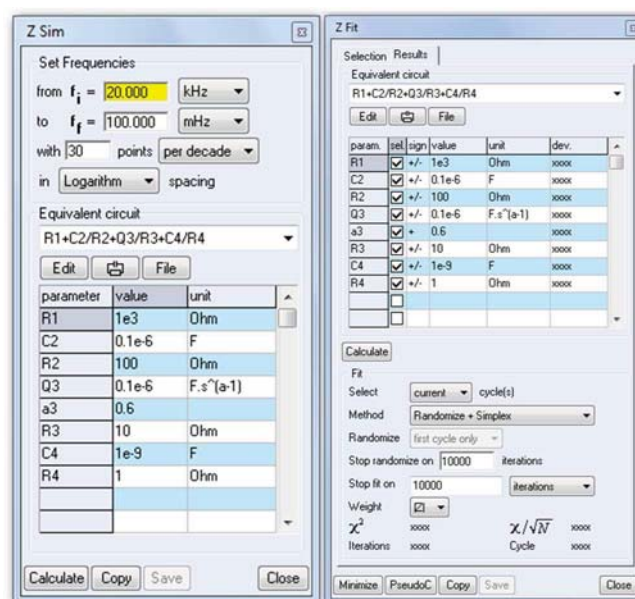 Z Sim
Set Frequencies
from fi = 20.000 kHz
to ff = 100.000 mHz
with 30 points per decade
in Logarithm spacing
Equivalent circuit
R1+C2/R2+Q3/R3+C4/R4
Edit File
parameter value unit
R1 1e3 Ohm
C2 0.1e-6 F
R2 100 Ohm
Q3 0.1e-6 F.s^(a-1)
a3 0.6
R3 10 Ohm
C4 1e-9 F
R4 1 Ohm
Calculate Copy Save Close
Z Fit
Selection Results
Equivalent circuit
R1+C2/R2+Q3/R3+C4/R4
Edit File
param. sel. sign value unit dev.
R1 +/- 1e3 Ohm xxxx
C2 +/- 0.1e-6 F xxxx
R2 +/- 100 Ohm xxxx
Q3 +/- 0.1e-6 F.s^(a-1) xxxx
a3 + 0.6 xxxx
R3 +/- 10 Ohm xxxx
C4 +/- 1e-9 F xxxx
R4 +/- 1 Ohm xxxx
Calculate
Fit
Select current cycle(s)
Method Randomize + Simplex
Randomize first cycle only
Stop randomize on 10000 iterations
Stop fit on 10000 iterations
Weight |Z|
χ² xxxx χ/√N xxxx
Iterations xxxx Cycle xxxx
Minimize PseudoC Copy Save Close